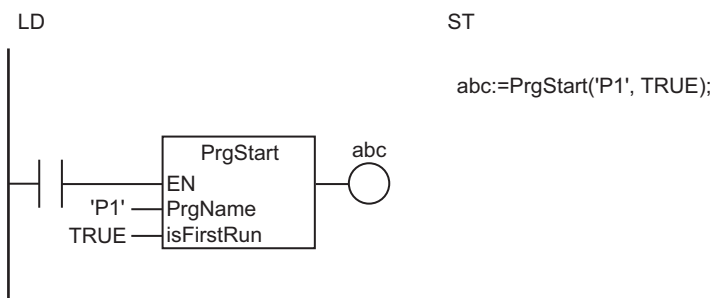 LD
ST
abc:=PrgStart('P1', TRUE);
PrgStart
abc
EN
'P1'
PrgName
TRUE
isFirstRun